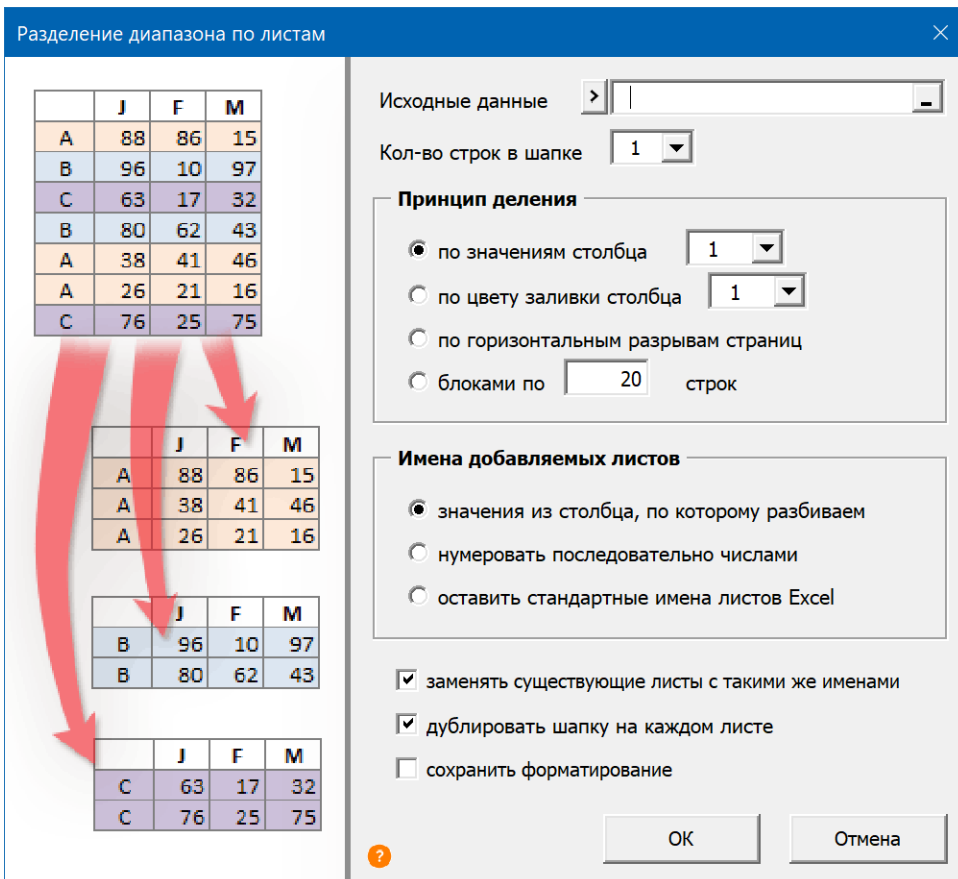 Разделение диапазона по листам
J F M
A 88 86 15
B 96 10 97
C 63 17 32
B 80 62 43
A 38 41 46
A 26 21 16
C 76 25 75
J F M
A 88 86 15
A 38 41 46
A 26 21 16
J F M
B 96 10 97
B 80 62 43
J F M
C 63 17 32
C 76 25 75
Исходные данные >
Кол-во строк в шапке 1
Принцип деления
по значениям столбца 1
по цвету заливки столбца 1
по горизонтальным разрывам страниц
блоками по 20 строк
Имена добавляемых листов
значения из столбца, по которому разбиваем
нумеровать последовательно числами
оставить стандартные имена листов Excel
заменять существующие листы с такими же именами
дублировать шапку на каждом листе
сохранить форматирование
? ОК Отмена